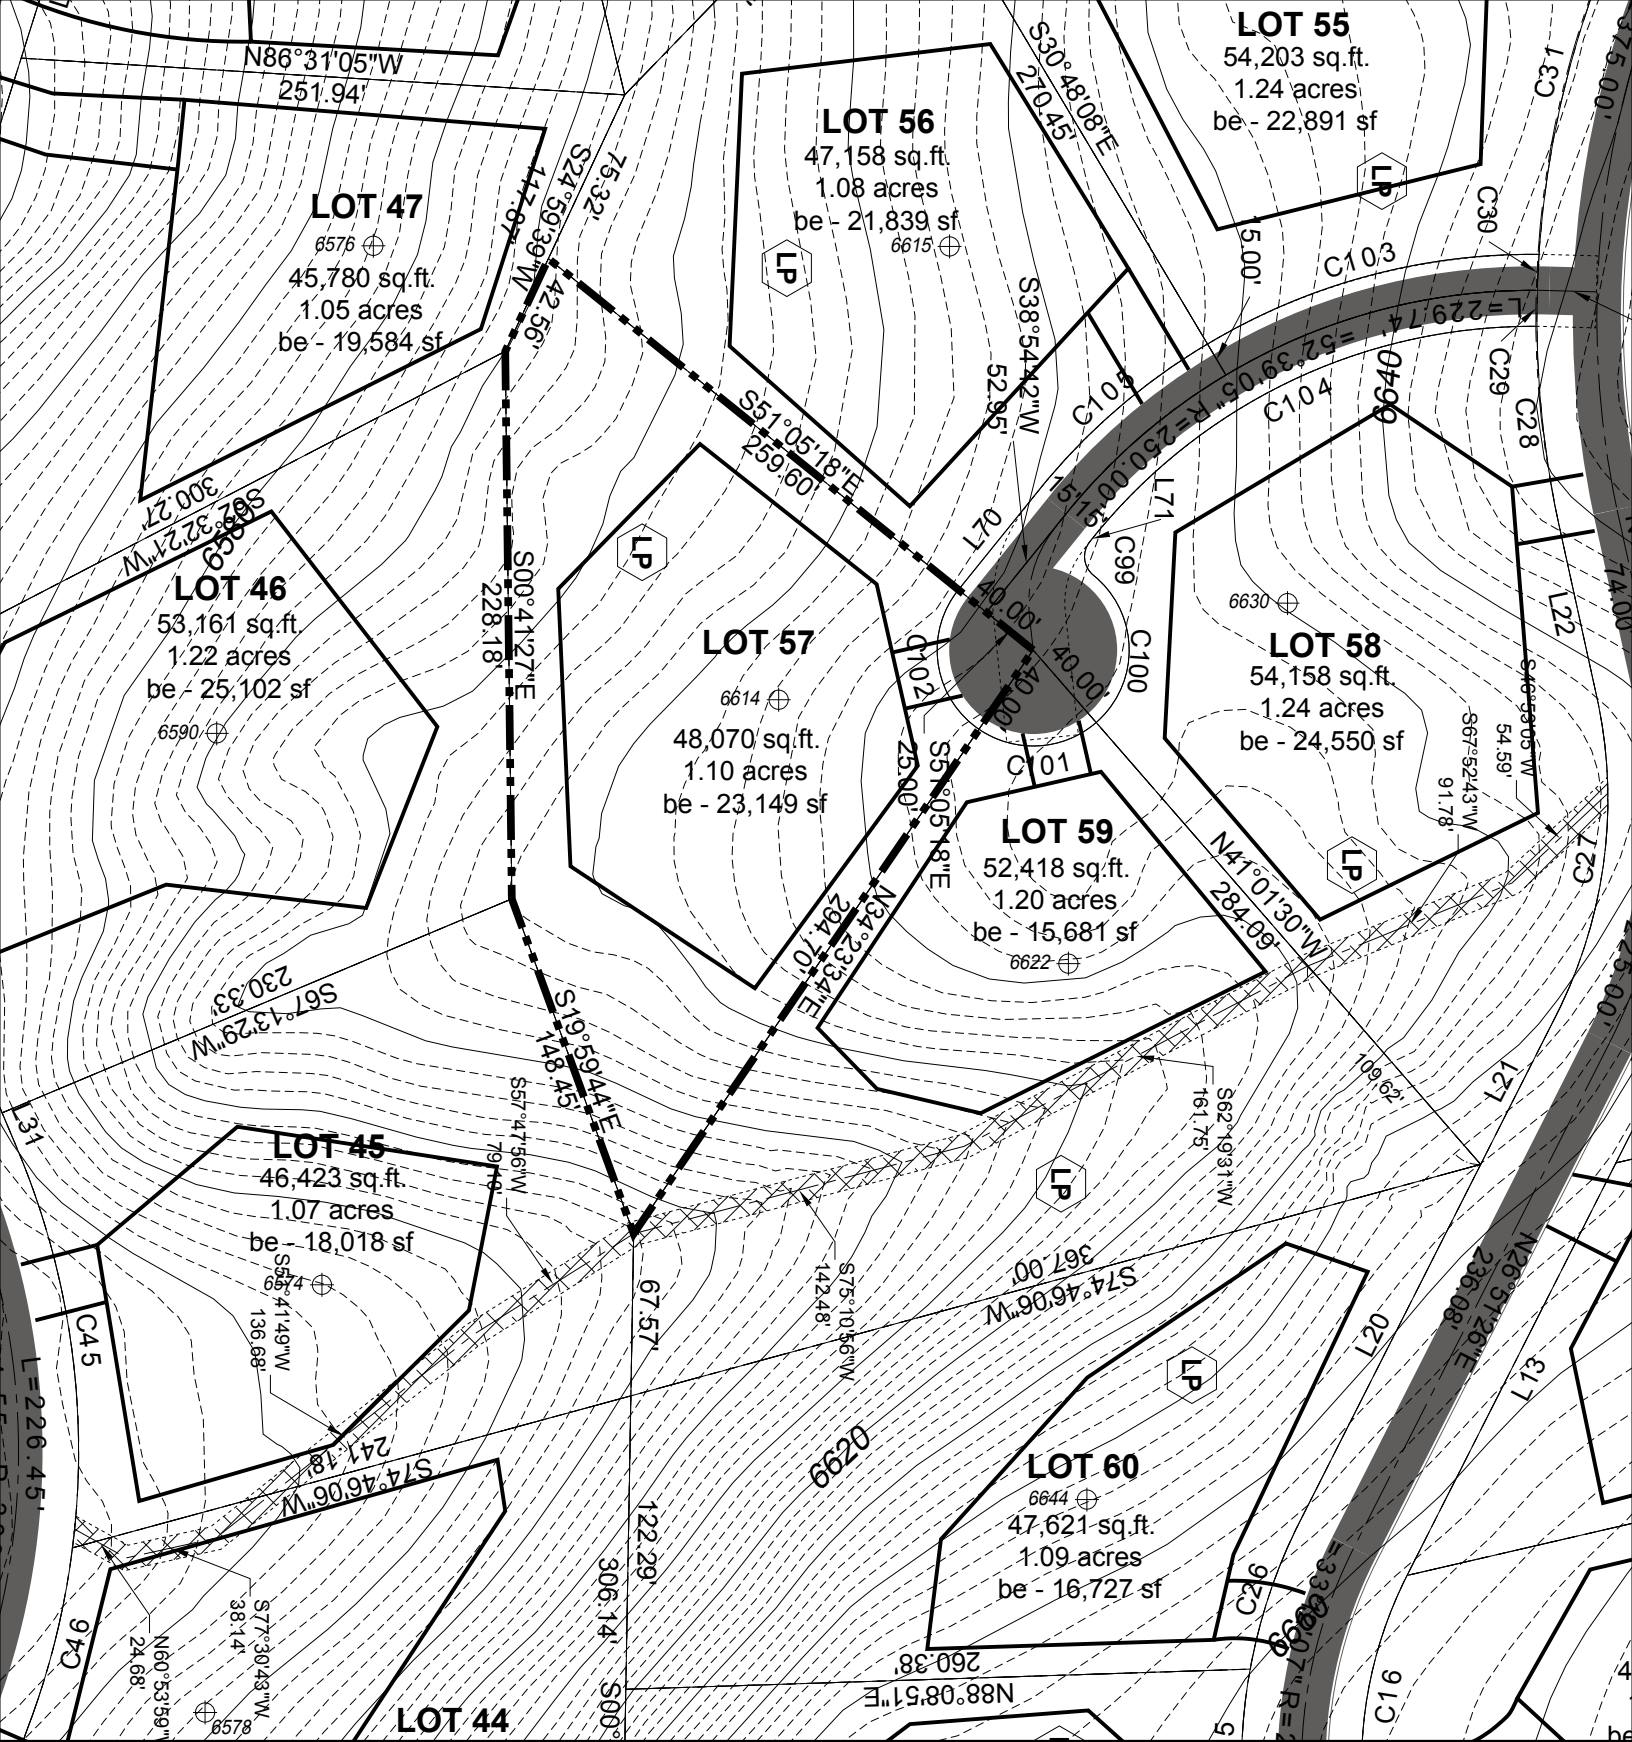 N86°31'05"W
251.94'
S24°59'39"W
75.32'
117.87'
42.56'
LOT 47
6576
45,780 sq.ft.
1.05 acres
be - 19,584 sf
LOT 56
47,158 sq.ft.
1.08 acres
be - 21,839 sf
6615
LP
S30°48'08"E
270.45'
LOT 55
54,203 sq.ft.
1.24 acres
be - 22,891 sf
LP
C31
375.00'
C30
C103
L=229.74'
C29
C28
6640
C104
C105
S38°54'42"W
52.95'
S51°05'18"E
259.60'
L70
15'
15'
L71
C99
40.00'
40.00'
40.00'
C100
C102
C101
300.27'
S62°32'21"W
6580
LOT 46
53,161 sq.ft.
1.22 acres
be - 25,102 sf
6590
S00°41'27"E
228.18'
LP
LOT 57
6614
48,070 sq.ft.
1.10 acres
be - 23,149 sf
S51°05'18"E
25.00'
6630
LOT 58
54,158 sq.ft.
1.24 acres
be - 24,550 sf
LP
L22
74.00'
S46°53'05"W
54.59'
S67°52'43"W
91.78'
C27
LOT 59
52,418 sq.ft.
1.20 acres
be - 15,681 sf
6622
N41°01'30"W
284.09'
N34°23'34"E
294.70'
230.33'
S67°13'29"W
S19°59'44"E
148.45'
L31
LOT 45
46,423 sq.ft.
1.07 acres
be - 18,018 sf
6574
S57°47'56"W
136.68'
C45
L=226.45'
67.57'
S75°10'56"W
142.48'
LP
S62°19'31"W
161.75'
109.62'
L21
367.00'
S74°46'06"W
N26°51'26"E
236.08'
L20
L13
LP
6620
LOT 60
6644
47,621 sq.ft.
1.09 acres
be - 16,727 sf
C26
6660
241.18'
S74°46'06"W
C46
S77°30'43"W
38.14'
N60°53'59"W
24.68'
6578
LOT 44
122.29'
306.14'
S00°
260.38'
N88°08'51"E
C16